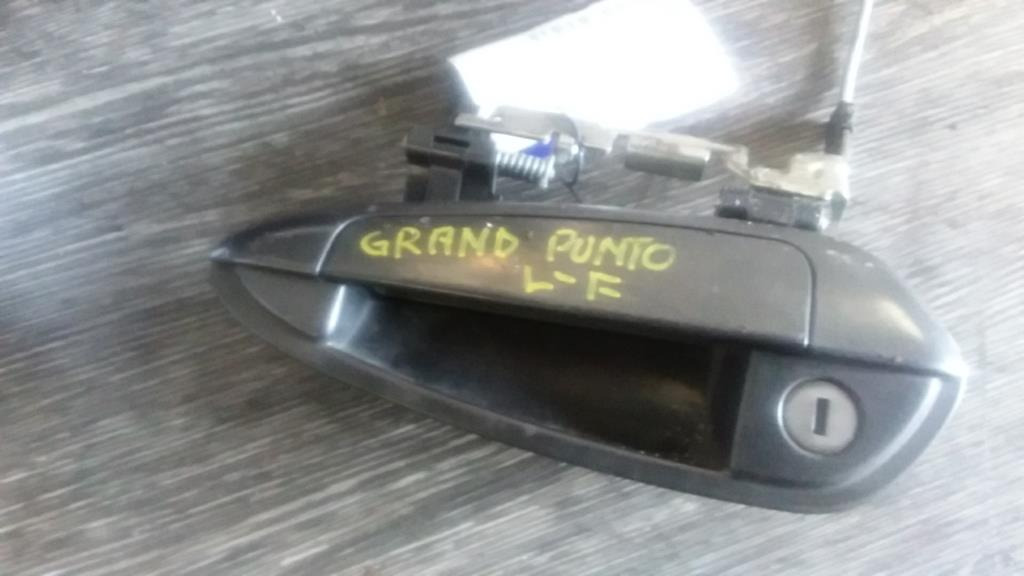 GRAND PUNTO
L-F